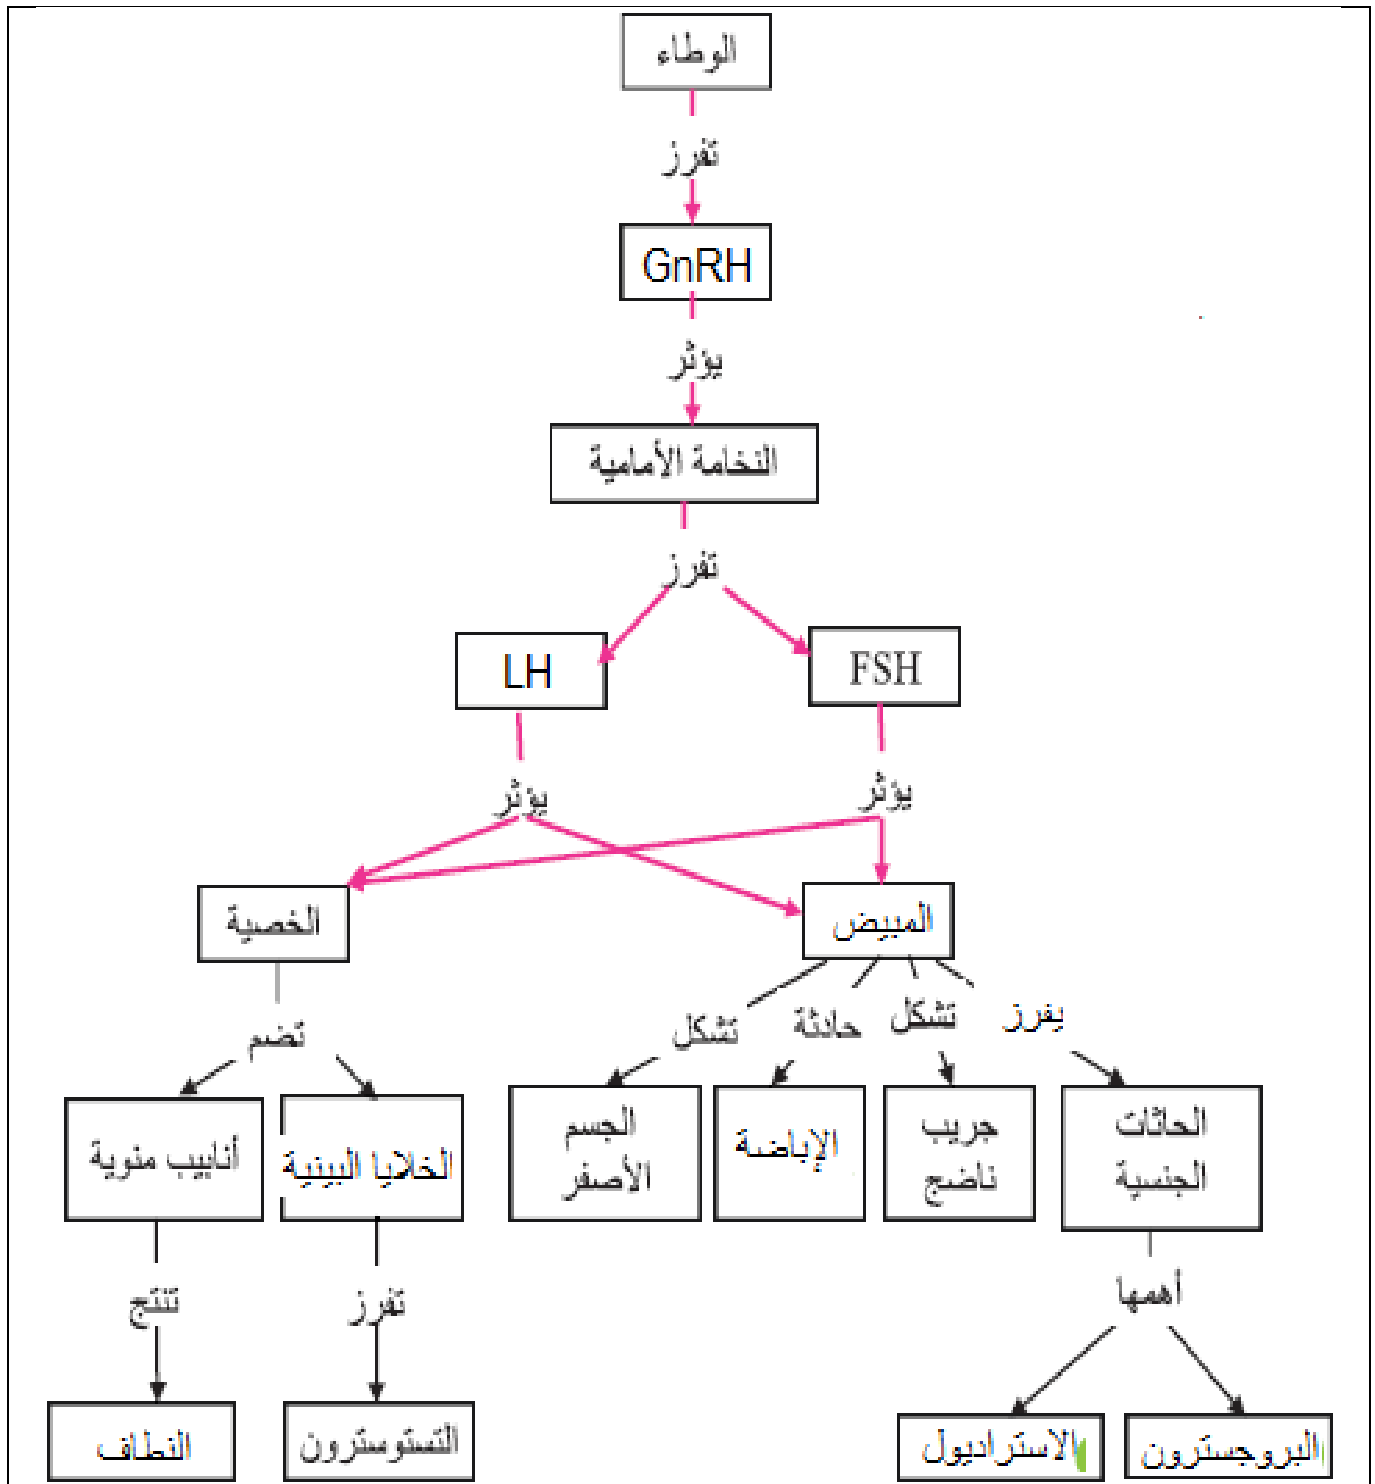 الوطاء
تفرز
GnRH
يؤثر
النخامة الأمامية
تفرز
LH
FSH
يؤثر
يؤثر
الخصية
المبيض
تضم
تشكل
حادثة
تشكل
يفرز
أنابيب منوية
الخلايا البينية
الجسم
الأصفر
الإباضة
جريب
ناضج
الحاثات
الجنسية
تنتج
تفرز
أهمها
النطاف
التستوسترون
الاستراديول
البروجسترون